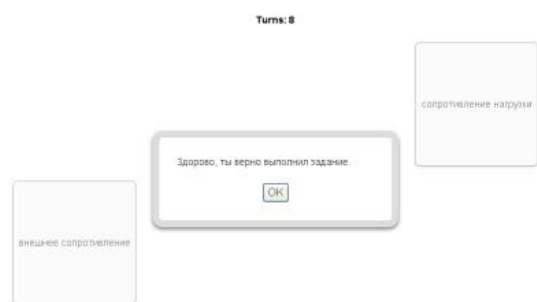 Turns: 8
сопротивление нагрузки
Здорово, ты верно выполнил задание
OK
внешнее сопротивление